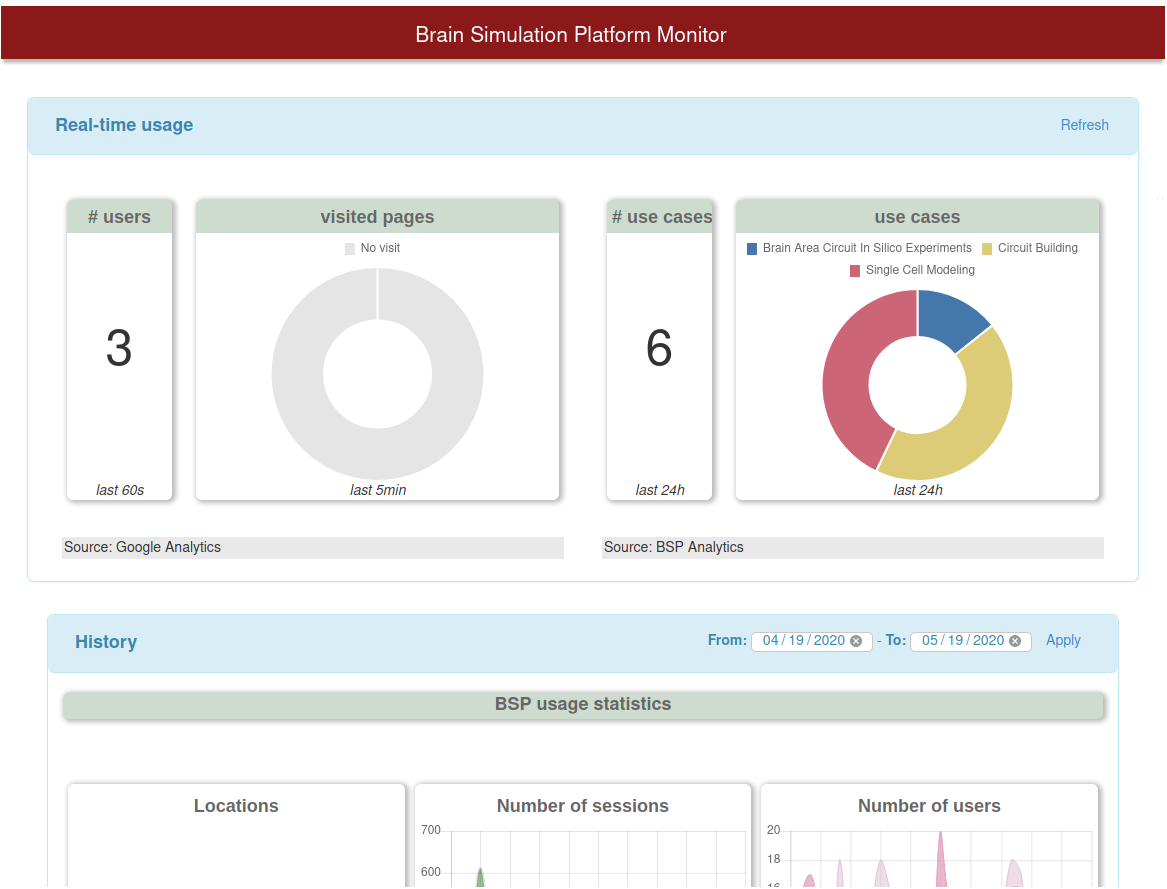 Brain Simulation Platform Monitor
Real-time usage
Refresh
# users
3
last 60s
visited pages
No visit
last 5min
# use cases
6
last 24h
use cases
Brain Area Circuit In Silico Experiments
Circuit Building
Single Cell Modeling
last 24h
Source: Google Analytics
Source: BSP Analytics
History
From: 04/19/2020 - To: 05/19/2020 Apply
BSP usage statistics
Locations
Number of sessions
700
600
Number of users
20
18
16